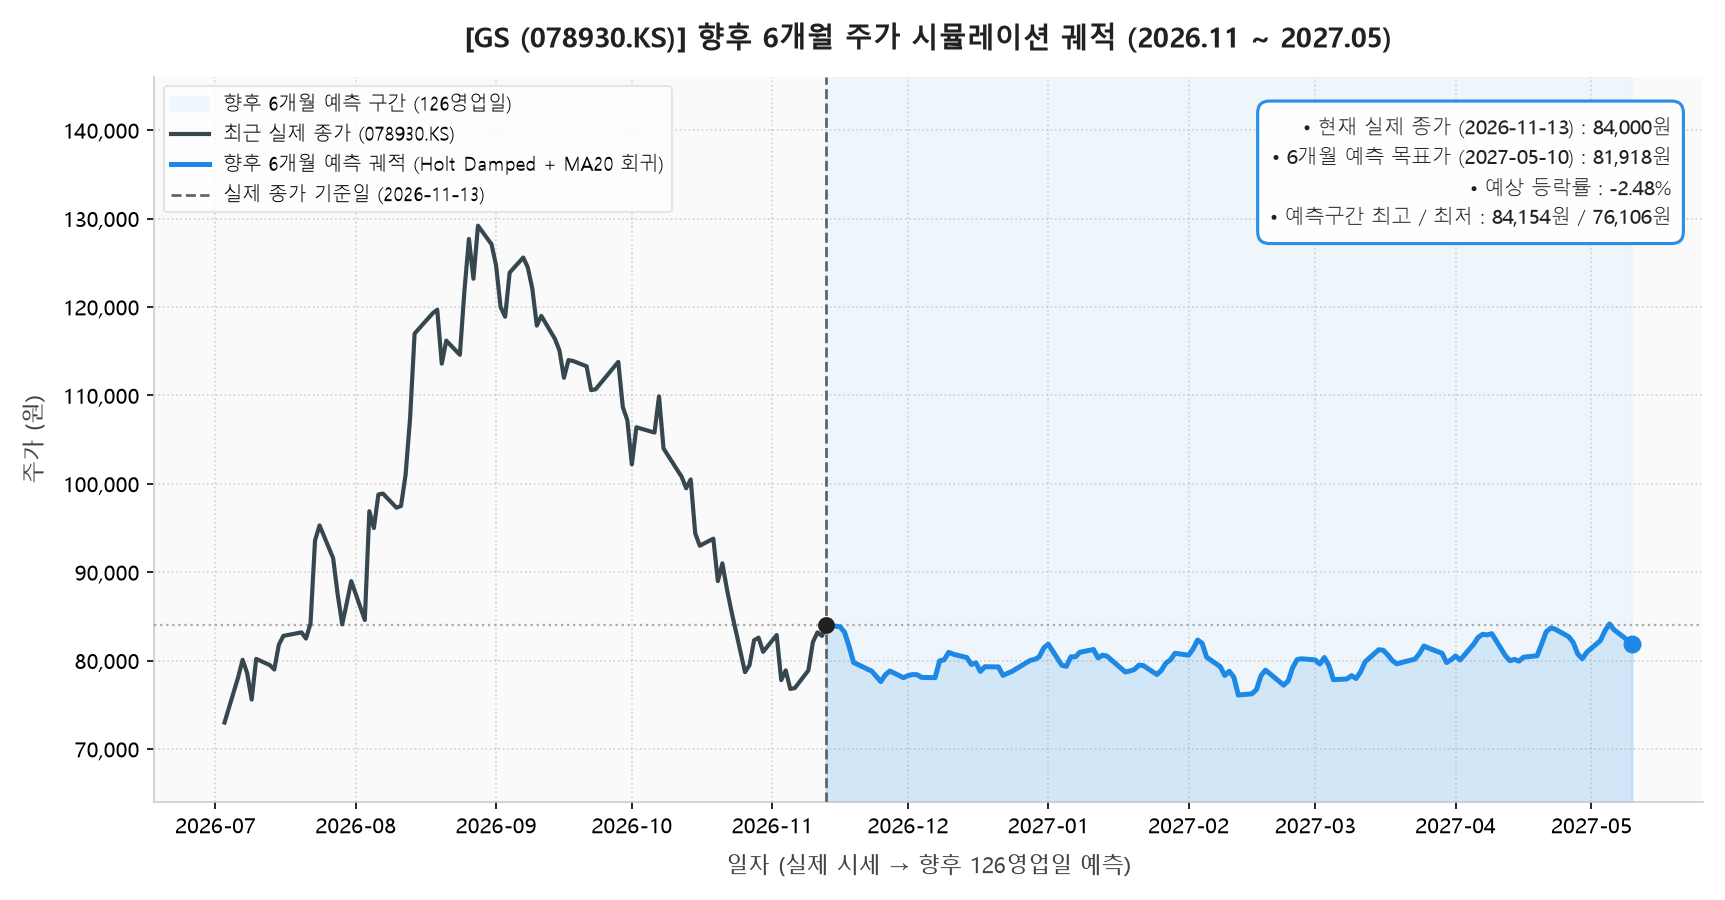 [GS (078930.KS)] 향후 6개월 주가 시뮬레이션 궤적 (2026.11 ~ 2027.05)
향후 6개월 예측 구간 (126영업일)
최근 실제 종가 (078930.KS)
향후 6개월 예측 궤적 (Holt Damped + MA20 회귀)
실제 종가 기준일 (2026-11-13)
• 현재 실제 종가 (2026-11-13) : 84,000원
• 6개월 예측 목표가 (2027-05-10) : 81,918원
• 예상 등락률 : -2.48%
• 예측구간 최고 / 최저 : 84,154원 / 76,106원
주가 (원)
140,000
130,000
120,000
110,000
100,000
90,000
80,000
70,000
2026-07 2026-08 2026-09 2026-10 2026-11 2026-12 2027-01 2027-02 2027-03 2027-04 2027-05
일자 (실제 시세 → 향후 126영업일 예측)